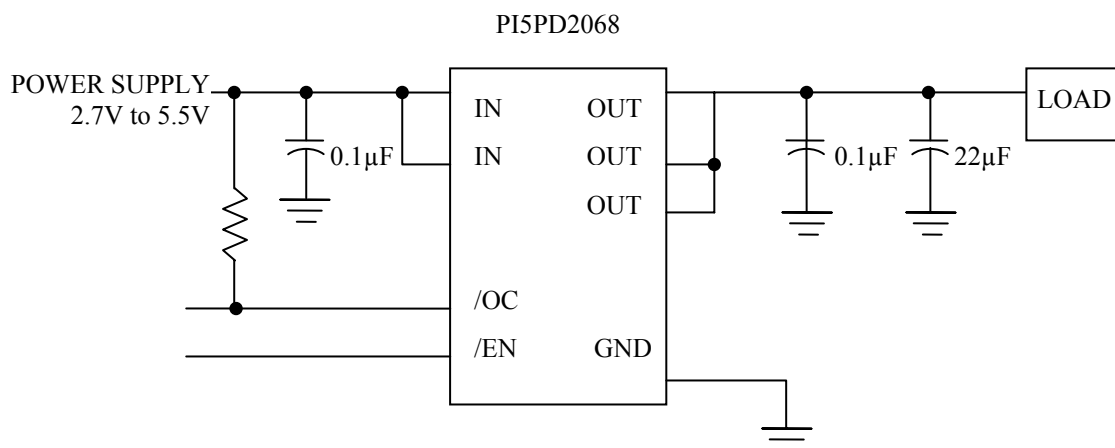 PI5PD2068
POWER SUPPLY
2.7V to 5.5V
IN
OUT
LOAD
0.1µF
IN
OUT
0.1µF
22µF
OUT
/OC
/EN
GND